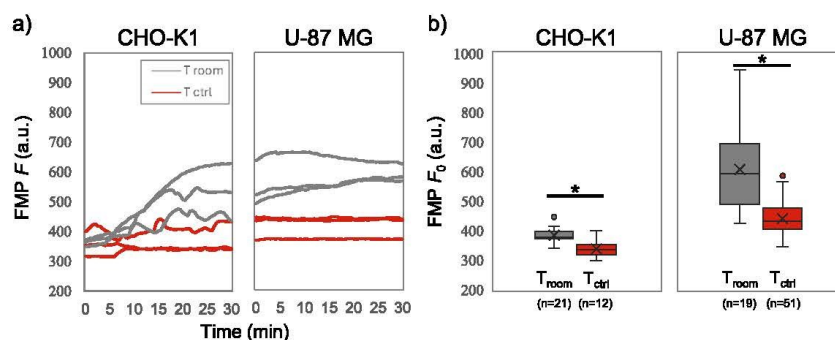 a)
CHO-K1
U-87 MG
FMP F (a.u.)
1000
900
800
700
600
500
400
300
200
T room
T ctrl
0 5 10 15 20 25 30
0 5 10 15 20 25 30
Time (min)
b)
CHO-K1
U-87 MG
FMP F0 (a.u.)
1000
900
800
700
600
500
400
300
200
*
*
Troom Tctrl
(n=21) (n=12)
Troom Tctrl
(n=19) (n=51)